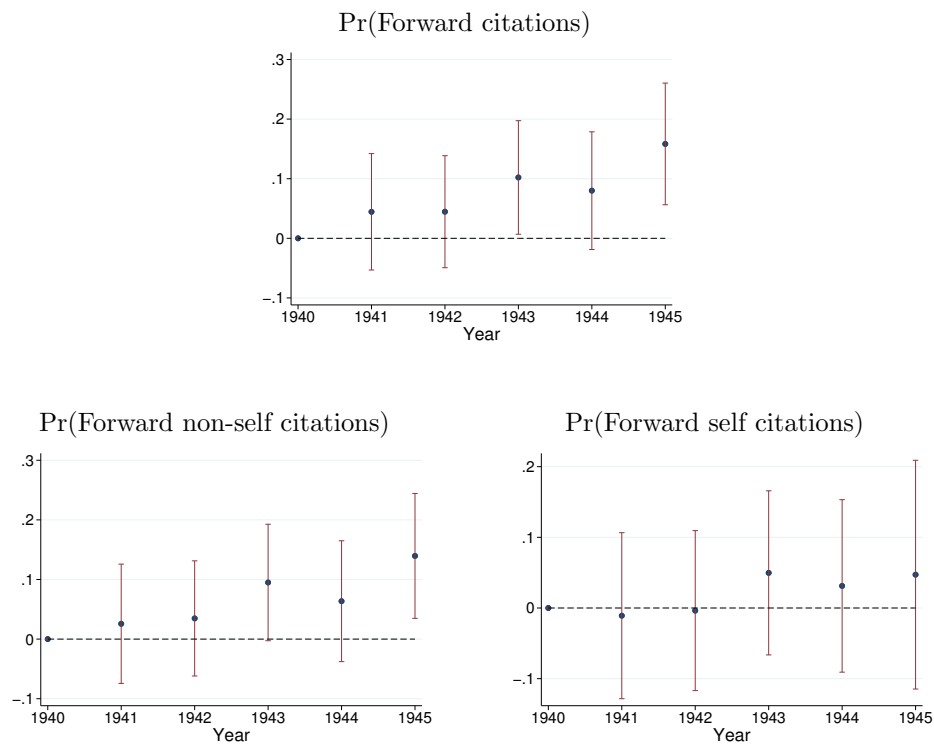 Pr(Forward citations)
.3
.2
.1
0
−.1
1940 1941 1942 1943 1944 1945
Year
Pr(Forward non-self citations)
.3
.2
.1
0
−.1
1940 1941 1942 1943 1944 1945
Year
Pr(Forward self citations)
.2
.1
0
−.1
1940 1941 1942 1943 1944 1945
Year